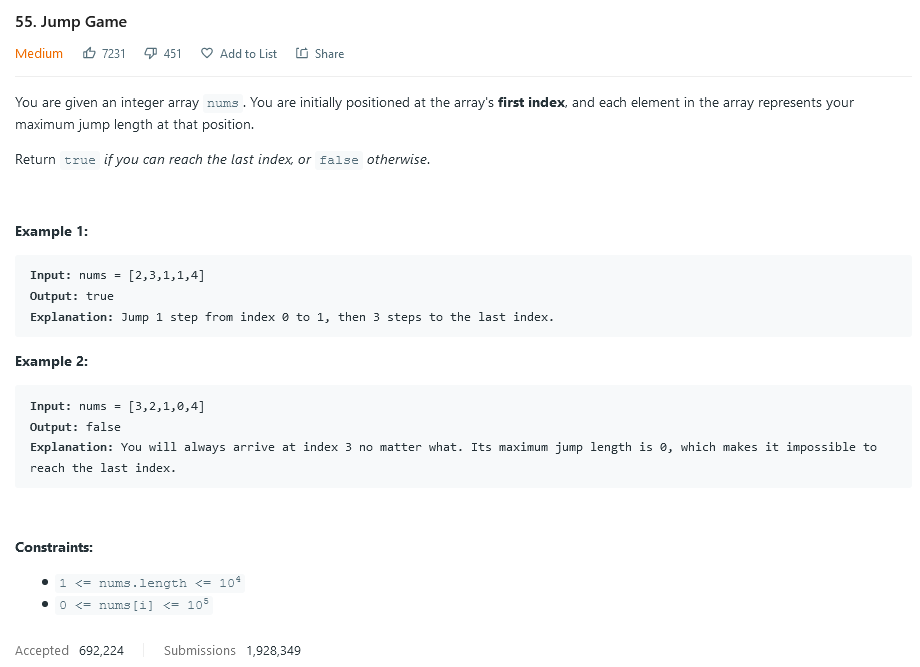 55. Jump Game
Medium 7231 451 Add to List Share
You are given an integer array nums . You are initially positioned at the array's first index, and each element in the array represents your
maximum jump length at that position.
Return true if you can reach the last index, or false otherwise.
Example 1:
Input: nums = [2,3,1,1,4]
Output: true
Explanation: Jump 1 step from index 0 to 1, then 3 steps to the last index.
Example 2:
Input: nums = [3,2,1,0,4]
Output: false
Explanation: You will always arrive at index 3 no matter what. Its maximum jump length is 0, which makes it impossible to
reach the last index.
Constraints:
1 <= nums.length <= 10⁴
0 <= nums[i] <= 10⁵
Accepted 692,224 Submissions 1,928,349